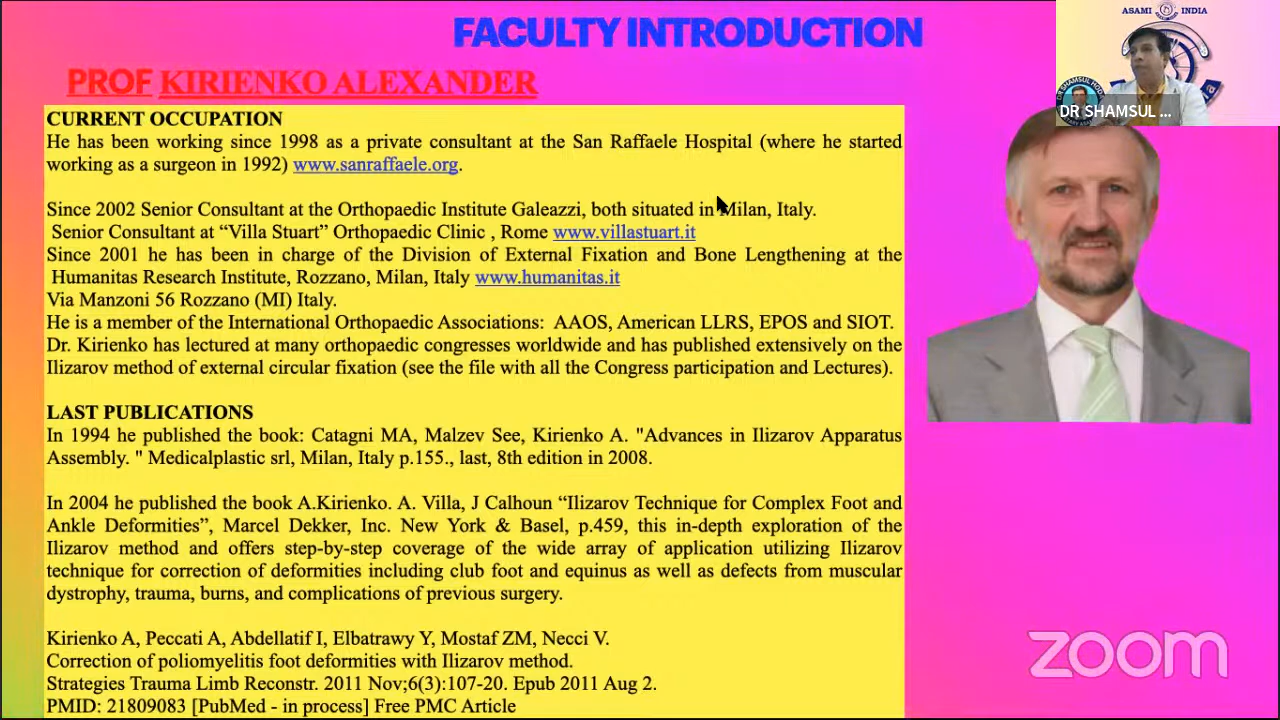 FACULTY INTRODUCTION
ASAMI INDIA
DR SHAMSUL ...
PROF KIRIENKO ALEXANDER
CURRENT OCCUPATION
He has been working since 1998 as a private consultant at the San Raffaele Hospital (where he started
working as a surgeon in 1992) www.sanraffaele.org.
Since 2002 Senior Consultant at the Orthopaedic Institute Galeazzi, both situated in Milan, Italy.
Senior Consultant at “Villa Stuart” Orthopaedic Clinic , Rome www.villastuart.it
Since 2001 he has been in charge of the Division of External Fixation and Bone Lengthening at the
Humanitas Research Institute, Rozzano, Milan, Italy www.humanitas.it
Via Manzoni 56 Rozzano (MI) Italy.
He is a member of the International Orthopaedic Associations: AAOS, American LLRS, EPOS and SIOT.
Dr. Kirienko has lectured at many orthopaedic congresses worldwide and has published extensively on the
Ilizarov method of external circular fixation (see the file with all the Congress participation and Lectures).
LAST PUBLICATIONS
In 1994 he published the book: Catagni MA, Malzev See, Kirienko A. "Advances in Ilizarov Apparatus
Assembly. " Medicalplastic srl, Milan, Italy p.155., last, 8th edition in 2008.
In 2004 he published the book A.Kirienko. A. Villa, J Calhoun “Ilizarov Technique for Complex Foot and
Ankle Deformities”, Marcel Dekker, Inc. New York & Basel, p.459, this in-depth exploration of the
Ilizarov method and offers step-by-step coverage of the wide array of application utilizing Ilizarov
technique for correction of deformities including club foot and equinus as well as defects from muscular
dystrophy, trauma, burns, and complications of previous surgery.
Kirienko A, Peccati A, Abdellatif I, Elbatrawy Y, Mostaf ZM, Necci V.
Correction of poliomyelitis foot deformities with Ilizarov method.
Strategies Trauma Limb Reconstr. 2011 Nov;6(3):107-20. Epub 2011 Aug 2.
PMID: 21809083 [PubMed - in process] Free PMC Article
zoom